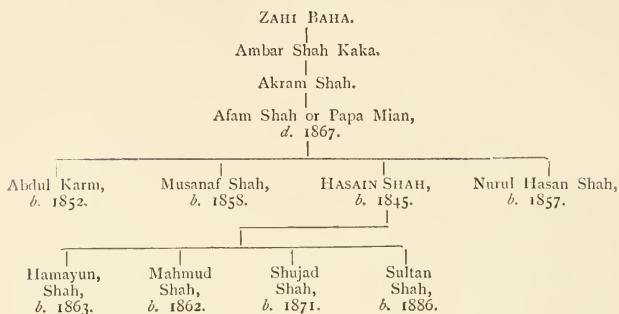 ZAHI BAHA.
Ambar Shah Kaka.
Akram Shah.
Afam Shah or Papa Mian,
d. 1867.
Abdul Karm, Musanaf Shah, HASAIN SHAH, Nurul Hasan Shah,
b. 1852. b. 1858. b. 1845. b. 1857.
Hamayun, Mahmud Shujad Sultan
Shah, Shah, Shah, Shah,
b. 1863. b. 1862. b. 1871. b. 1886.